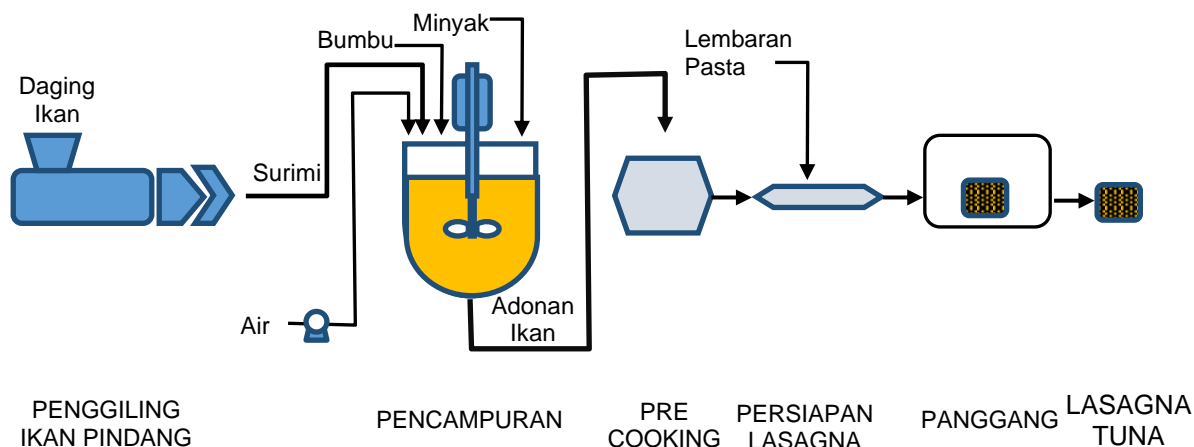 Minyak
Bumbu
Lembaran
Pasta
Daging
Ikan
Surimi
Adonan
Ikan
Air
PENGGILING
IKAN PINDANG
PENCAMPURAN
PRE
COOKING
PERSIAPAN
LASAGNA
PANGGANG
LASAGNA
TUNA